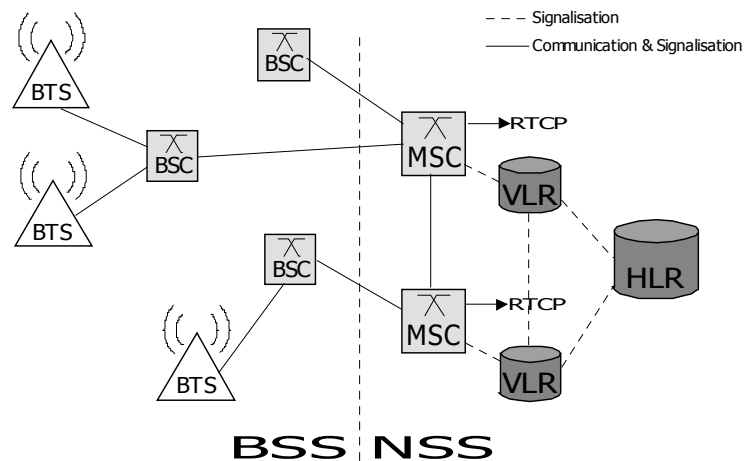 Signalisation
Communication & Signalisation
BSC
BTS
MSC
RTCP
BSC
VLR
BTS
HLR
BSC
MSC
RTCP
VLR
BTS
BSS NSS